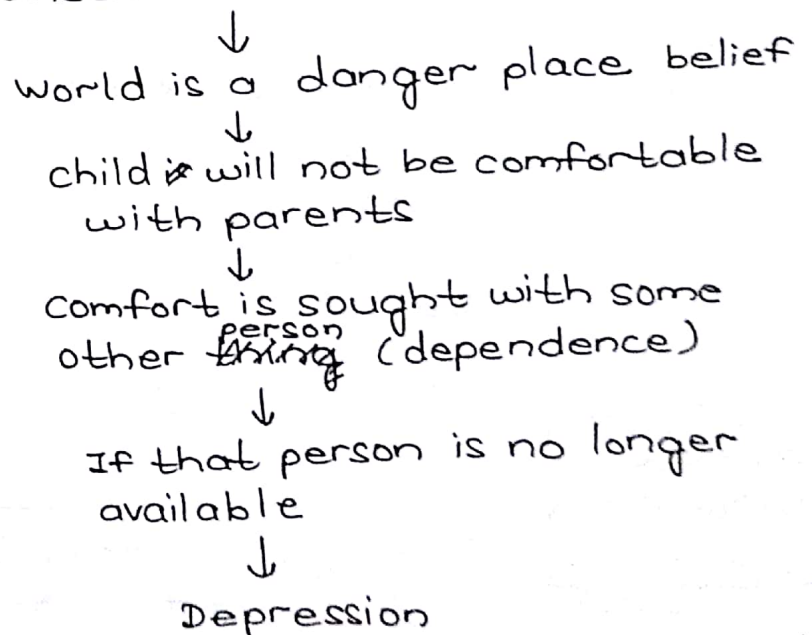 ↓
world is a danger place belief
↓
child will not be comfortable
with parents
↓
comfort is sought with some
person
other thing (dependence)
↓
If that person is no longer
available
↓
Depression